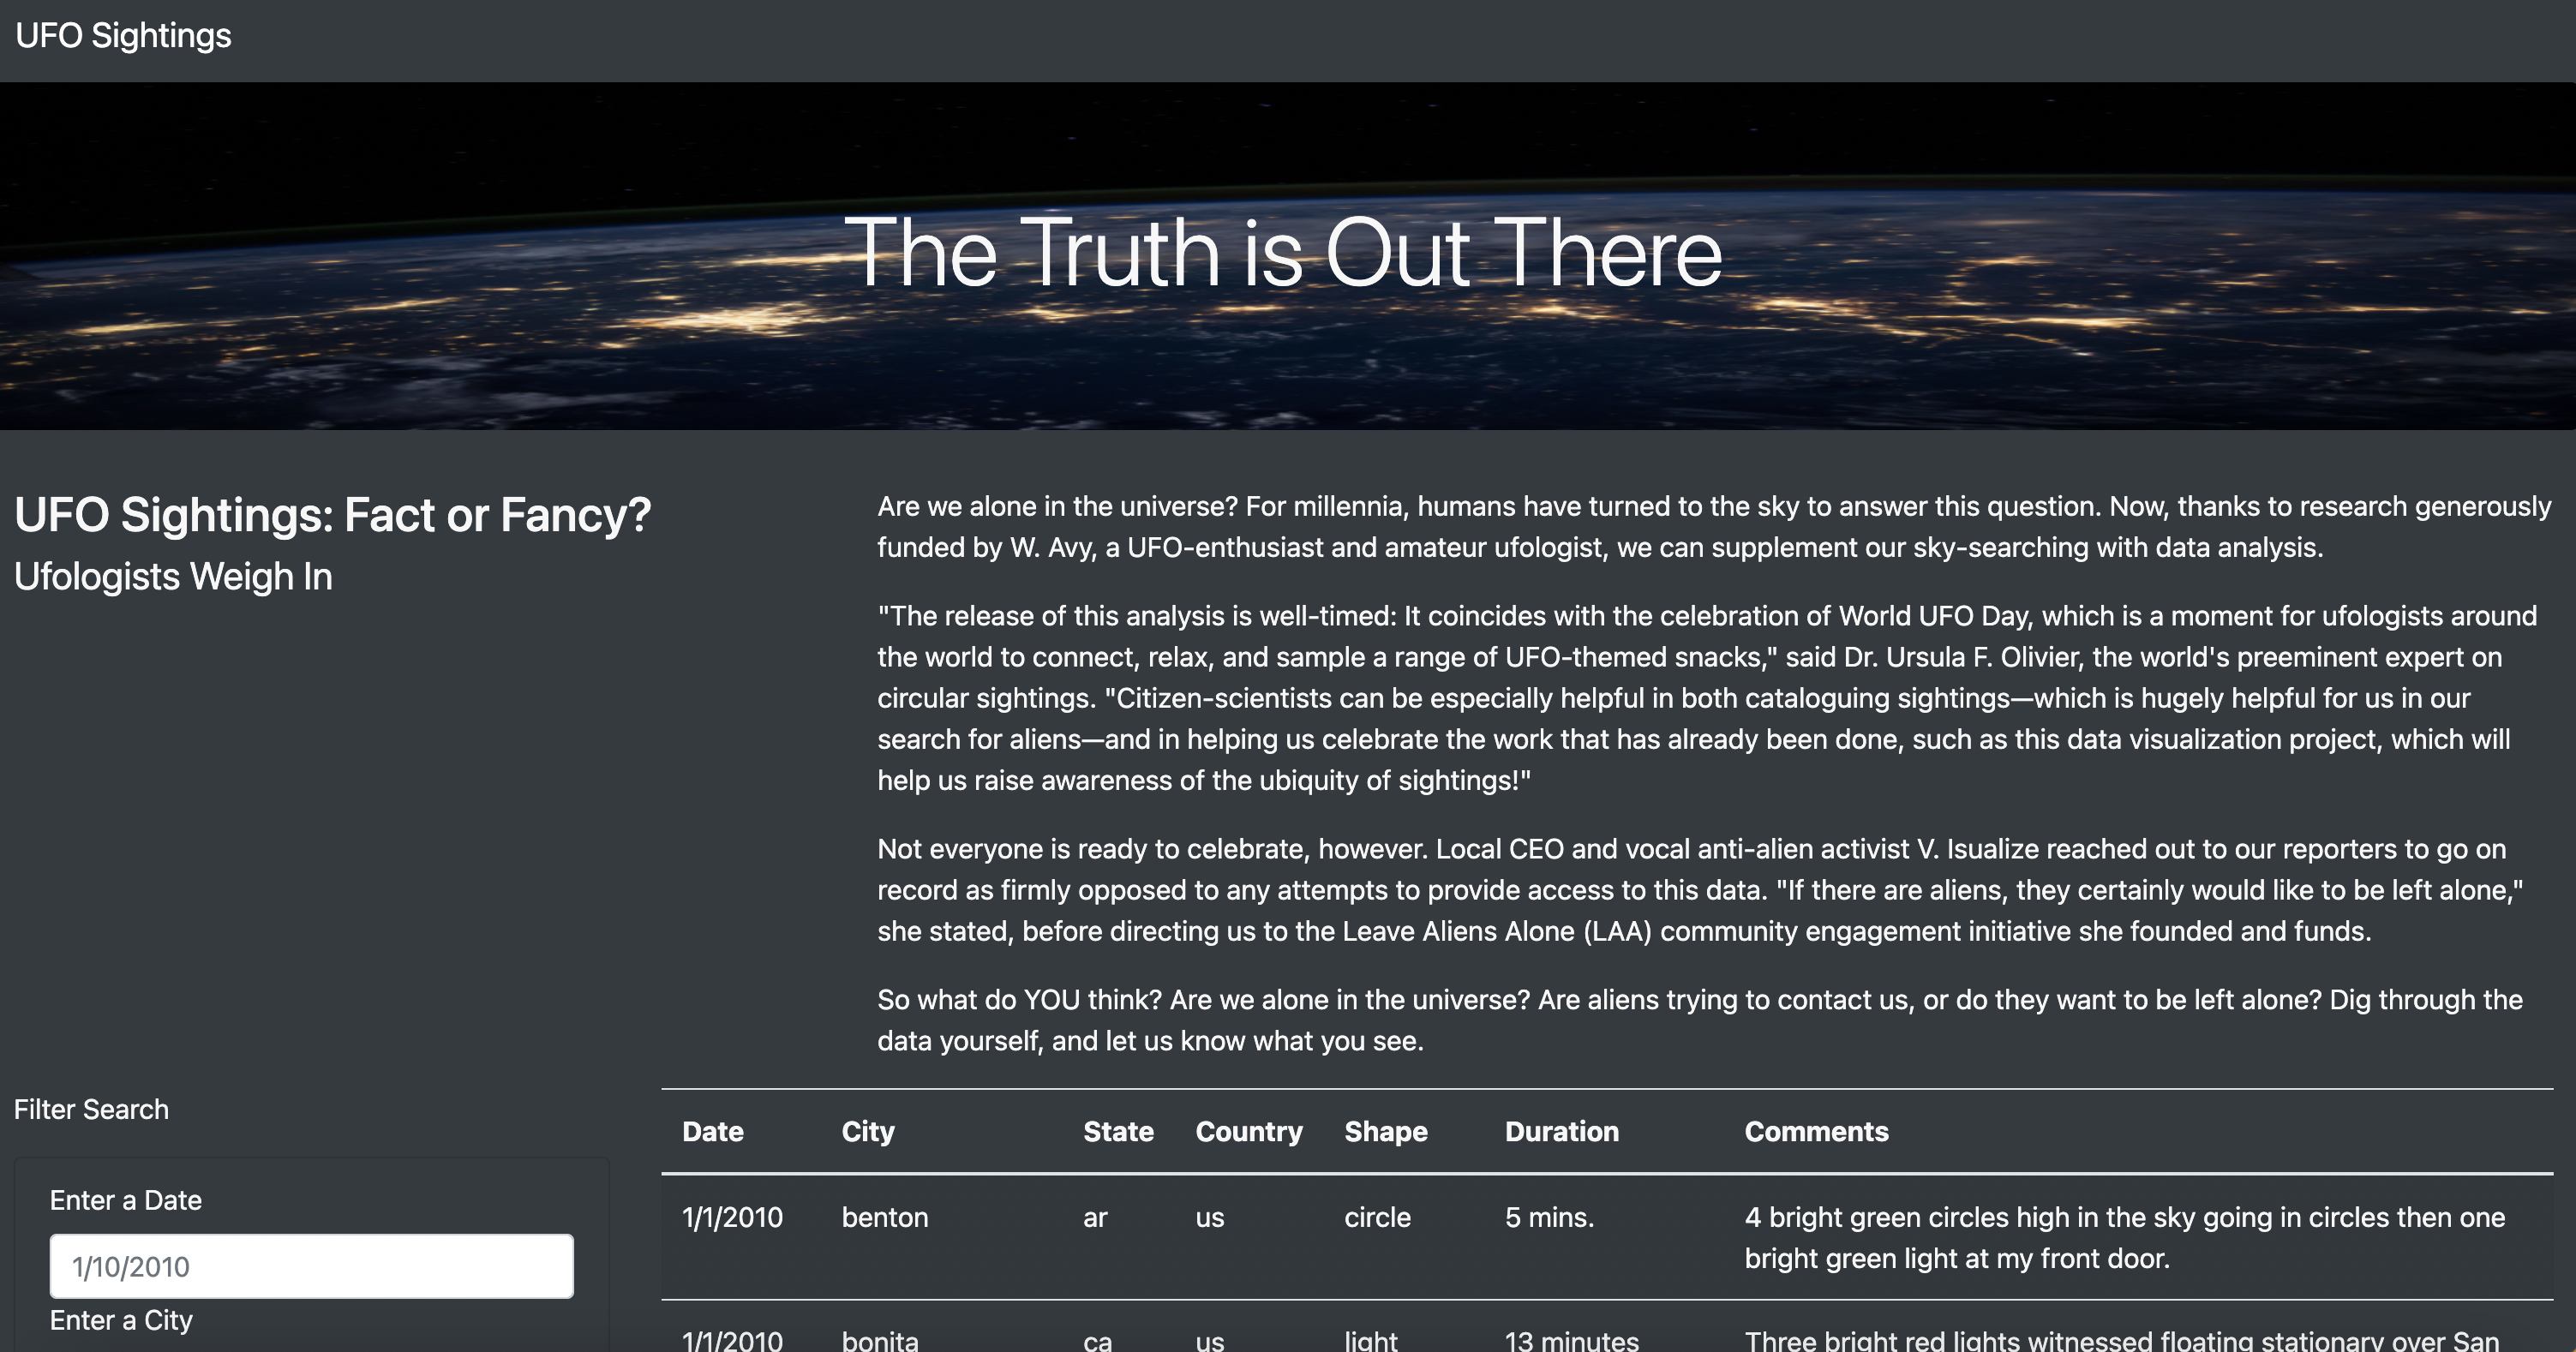 UFO Sightings
The Truth is Out There
UFO Sightings: Fact or Fancy?
Ufologists Weigh In
Are we alone in the universe? For millennia, humans have turned to the sky to answer this question. Now, thanks to research generously
funded by W. Avy, a UFO-enthusiast and amateur ufologist, we can supplement our sky-searching with data analysis.
"The release of this analysis is well-timed: It coincides with the celebration of World UFO Day, which is a moment for ufologists around
the world to connect, relax, and sample a range of UFO-themed snacks," said Dr. Ursula F. Olivier, the world's preeminent expert on
circular sightings. "Citizen-scientists can be especially helpful in both cataloguing sightings—which is hugely helpful for us in our
search for aliens—and in helping us celebrate the work that has already been done, such as this data visualization project, which will
help us raise awareness of the ubiquity of sightings!"
Not everyone is ready to celebrate, however. Local CEO and vocal anti-alien activist V. Isualize reached out to our reporters to go on
record as firmly opposed to any attempts to provide access to this data. "If there are aliens, they certainly would like to be left alone,"
she stated, before directing us to the Leave Aliens Alone (LAA) community engagement initiative she founded and funds.
So what do YOU think? Are we alone in the universe? Are aliens trying to contact us, or do they want to be left alone? Dig through the
data yourself, and let us know what you see.
Filter Search
Enter a Date
1/10/2010
Enter a City
Date City State Country Shape Duration Comments
1/1/2010 benton ar us circle 5 mins. 4 bright green circles high in the sky going in circles then one
bright green light at my front door.
1/1/2010 bonita ca us light 13 minutes Three bright red lights witnessed floating stationary over San